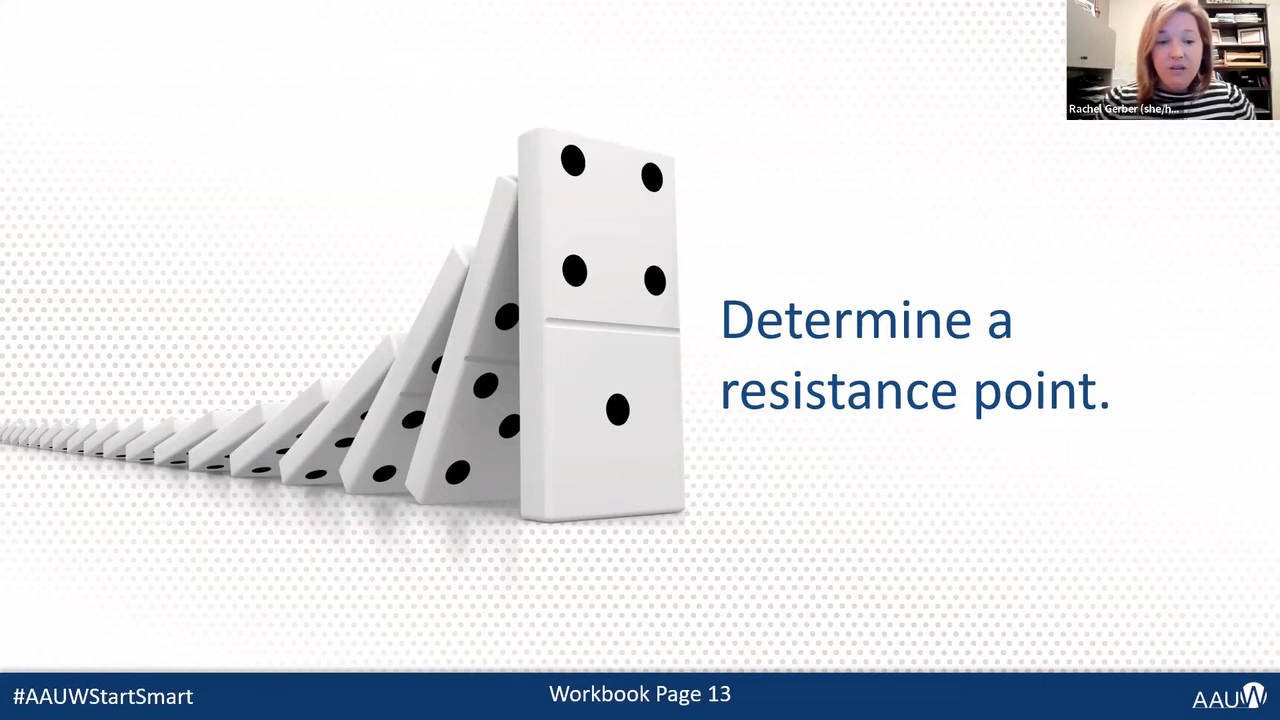 Rachel Gerber (she/h...
Determine a
resistance point.
#AAUWStartSmart
Workbook Page 13
AAUW